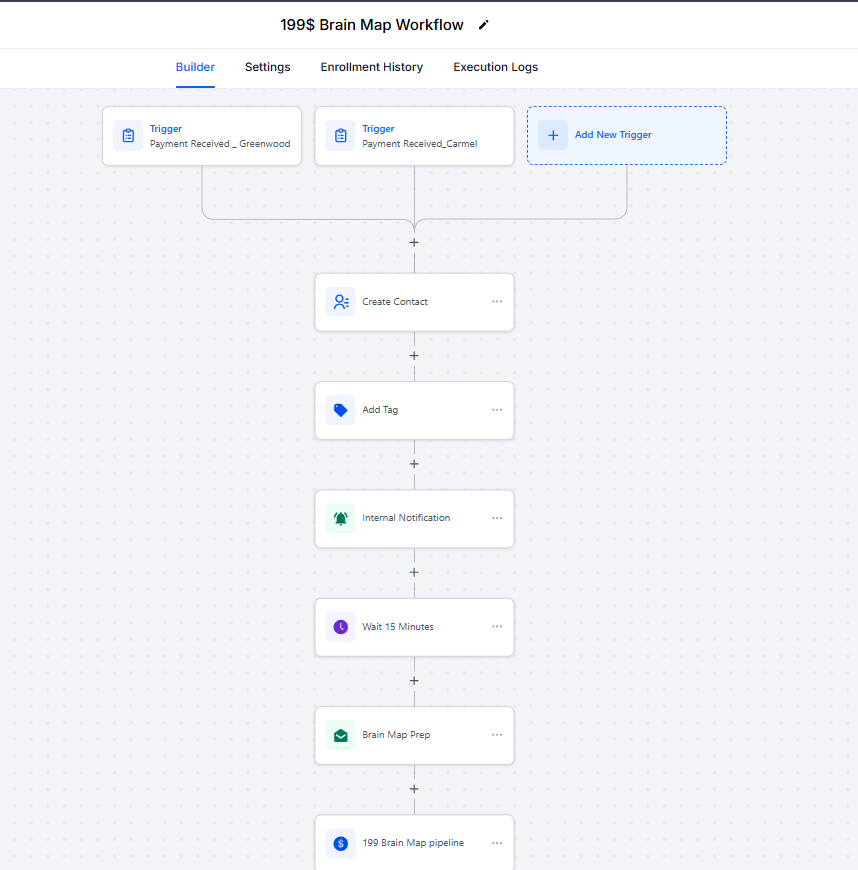 199$ Brain Map Workflow
Builder
Settings
Enrollment History
Execution Logs
Trigger
Payment Received _ Greenwood
Trigger
Payment Received_Carmel
Add New Trigger
Create Contact
Add Tag
Internal Notification
Wait 15 Minutes
Brain Map Prep
199 Brain Map pipeline